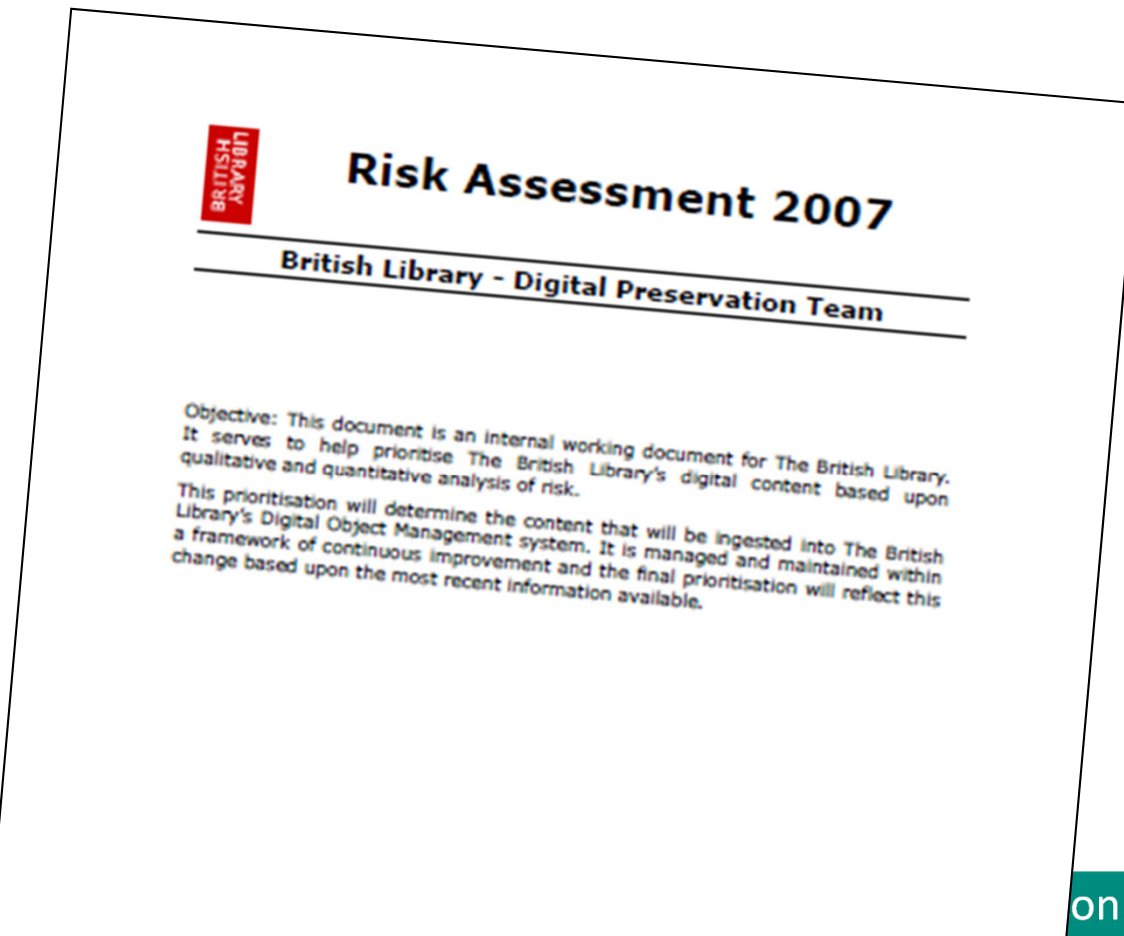 BRITISH
LIBRARY
Risk Assessment 2007
British Library - Digital Preservation Team
Objective: This document is an internal working document for The British Library.
It serves to help prioritise The British Library's digital content based upon
qualitative and quantitative analysis of risk.
This prioritisation will determine the content that will be ingested into The British
Library's Digital Object Management system. It is managed and maintained within
a framework of continuous improvement and the final prioritisation will reflect this
change based upon the most recent information available.
on